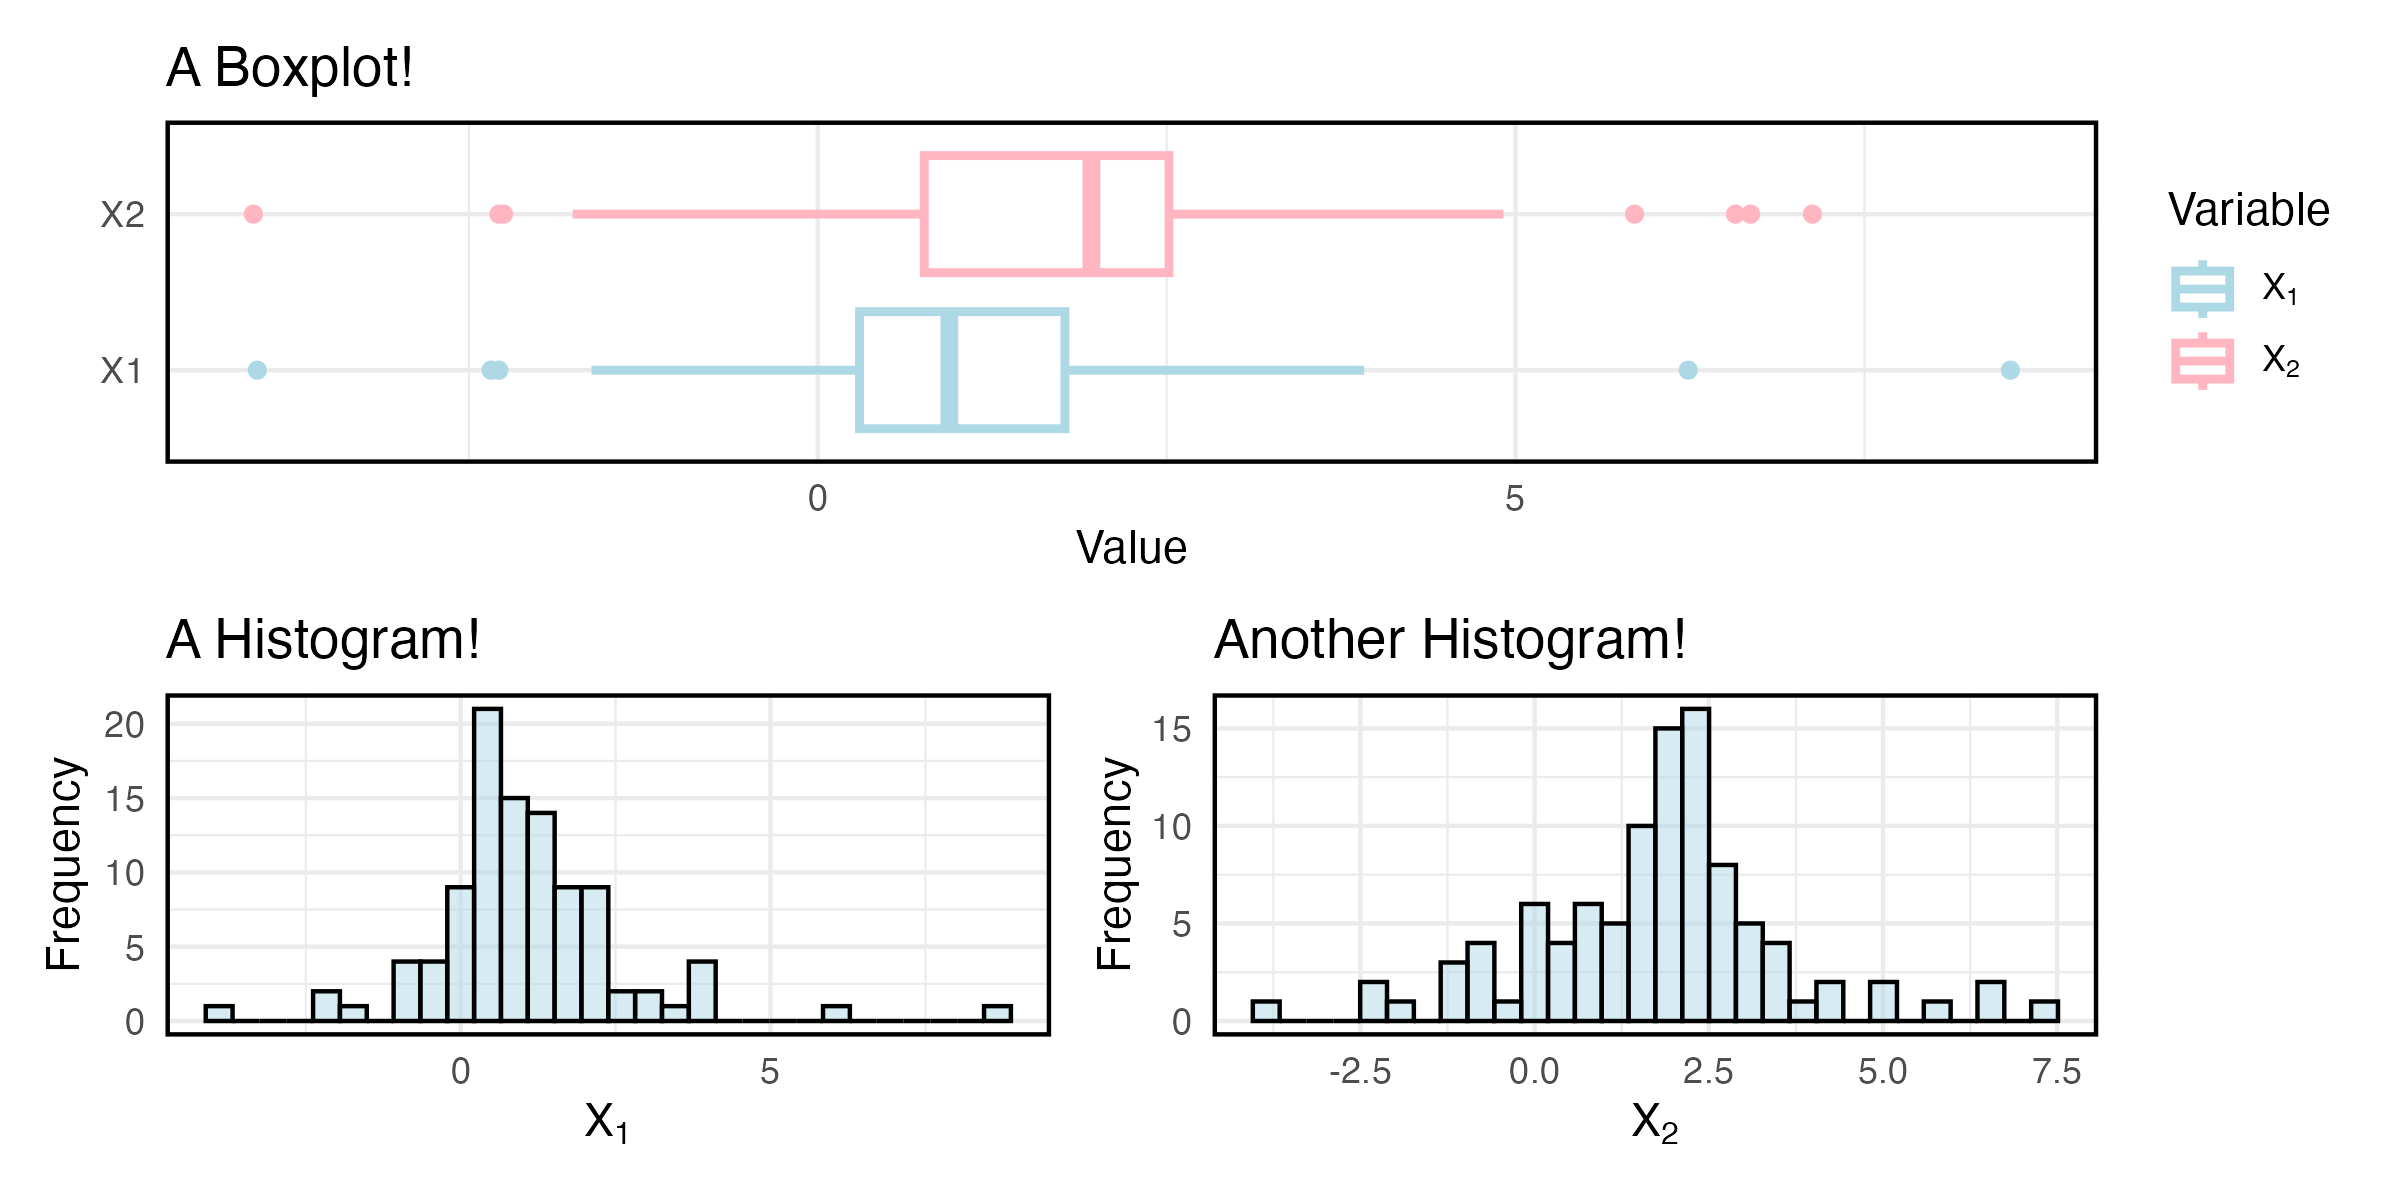 A Boxplot!
X2
X1
0 5
Value
Variable
X₁
X₂
A Histogram!
Frequency
20
15
10
5
0
0 5
X₁
Another Histogram!
Frequency
15
10
5
0
-2.5 0.0 2.5 5.0 7.5
X₂